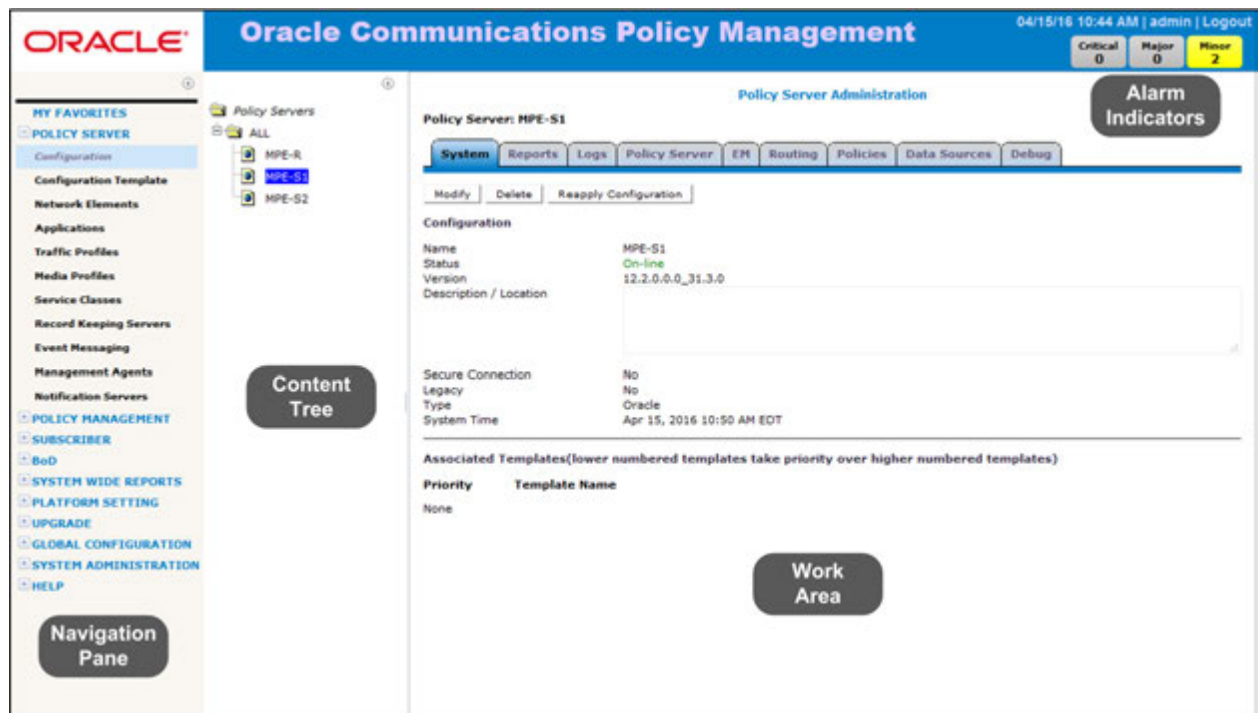 ORACLE
Oracle Communications Policy Management
04/15/16 10:44 AM | admin | Logout
Critical
0
Major
0
Minor
2
Alarm
Indicators
MY FAVORITES
POLICY SERVER
Configuration
Configuration Template
Network Elements
Applications
Traffic Profiles
Media Profiles
Service Classes
Record Keeping Servers
Event Messaging
Management Agents
Notification Servers
POLICY MANAGEMENT
SUBSCRIBER
BoD
SYSTEM WIDE REPORTS
PLATFORM SETTING
UPGRADE
GLOBAL CONFIGURATION
SYSTEM ADMINISTRATION
HELP
Navigation
Pane
Policy Servers
ALL
MPE-R
MPE-S1
MPE-S2
Content
Tree
Policy Server Administration
Policy Server: MPE-S1
System Reports Logs Policy Server EM Routing Policies Data Sources Debug
Modify Delete Reapply Configuration
Configuration
Name MPE-S1
Status On-line
Version 12.2.0.0.0_31.3.0
Description / Location
Secure Connection No
Legacy No
Type Oracle
System Time Apr 15, 2016 10:50 AM EDT
Associated Templates(lower numbered templates take priority over higher numbered templates)
Priority Template Name
None
Work
Area